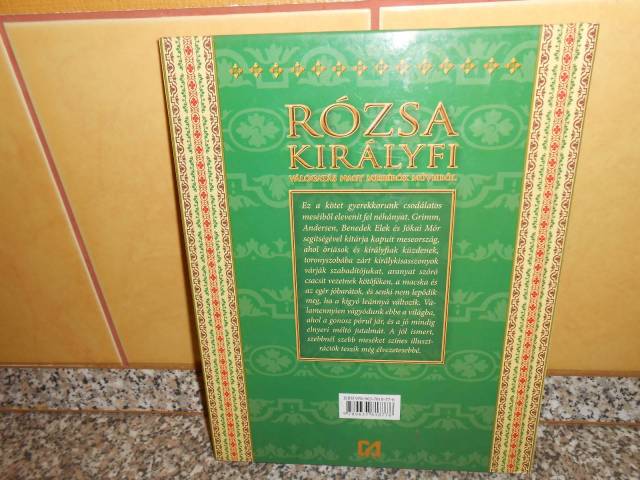 RÓZSA
KIRÁLYFI
VÁLOGATÁS NAGY MESÉÍRÓK MŰVEIBŐL
Ez a kötet gyerekkorunk csodálatos
meséiből elevenít fel néhányat. Grimm,
Andersen, Benedek Elek és Jókai Mór
segítségével kitárja kapuit meseország,
ahol óriások és királyfiak küzdenek,
toronyszobába zárt királykisasszonyok
várják szabadítójukat, aranyat szóró
csacsit vezetnek kötőféken, a macska és
az egér jóbarátok, és senki nem lepődik
meg, ha a kígyó leánnyá változik. Va-
lamennyien vágyódunk ebbe a világba,
ahol a gonosz pórul jár, és a jó mindig
elnyeri méltó jutalmát. A jól ismert,
szebbnél szebb meséket színes illuszt-
rációk teszik még élvezetesebbé.